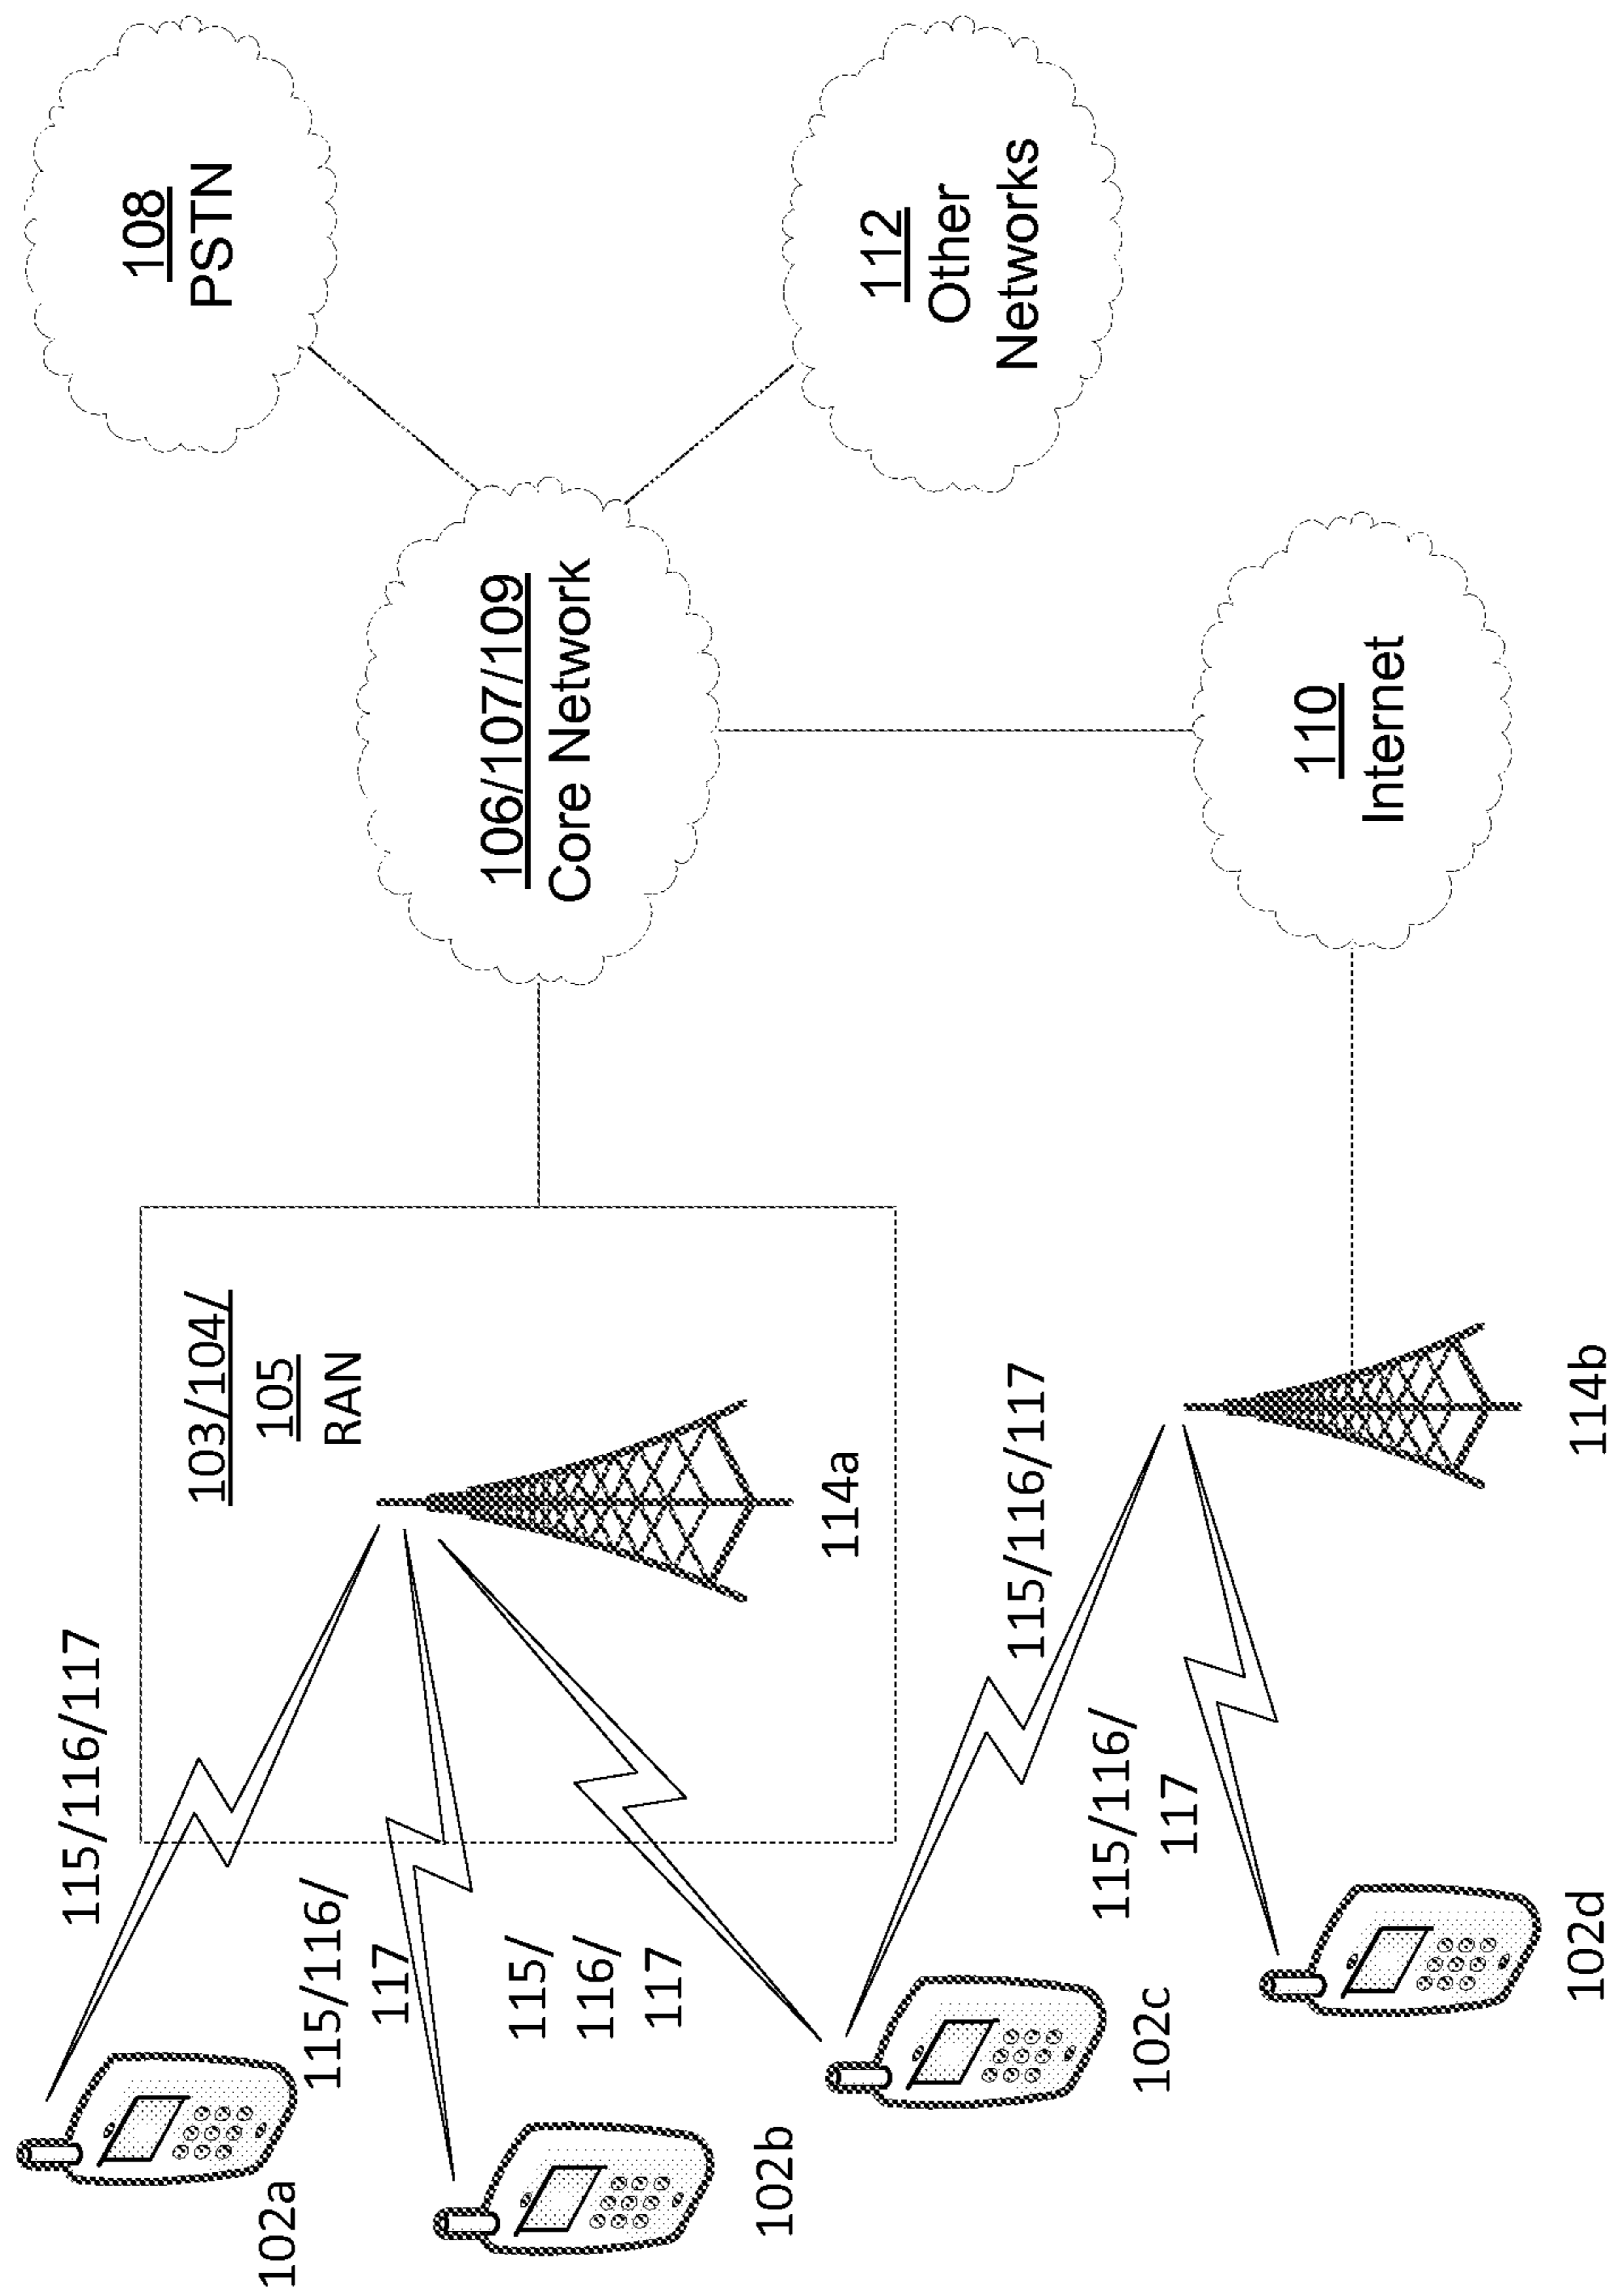 102a
115/116/117
103/104/
105
RAN
106/107/109
Core Network
108
PSTN
115/116/
117
102b
115/
116/
117
114a
112
Other
Networks
102c
115/116/117
115/116/
117
102d
114b
110
Internet